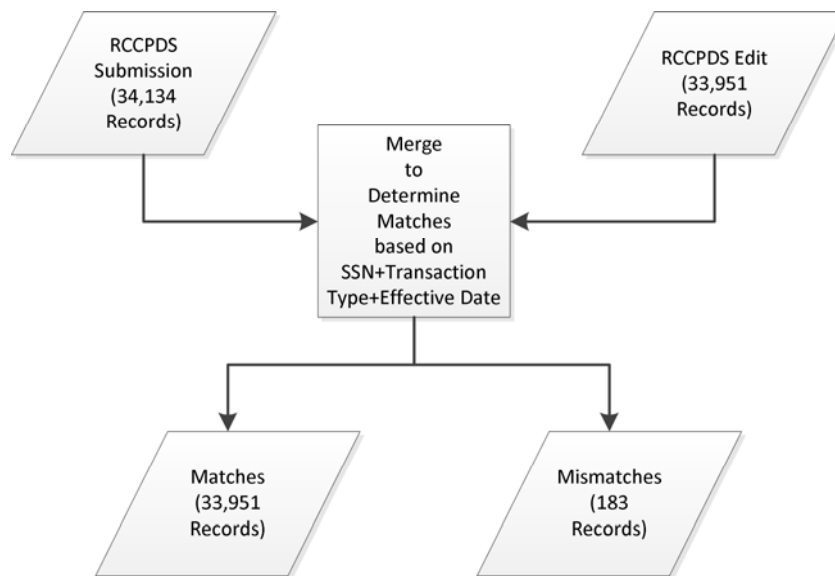 RCCPDS
Submission
(34,134
Records)
RCCPDS Edit
(33,951
Records)
Merge
to
Determine
Matches
based on
SSN+Transaction
Type+Effective Date
Matches
(33,951
Records)
Mismatches
(183
Records)